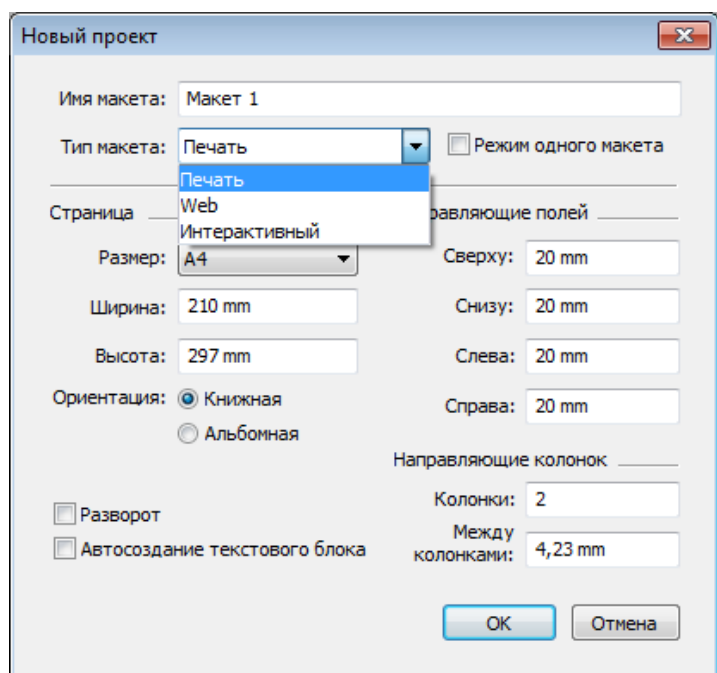 Новый проект
Имя макета: Макет 1
Тип макета: Печать Режим одного макета
Печать
Web
Интерактивный
Страница равляющие полей
Размер: A4 Сверху: 20 mm
Ширина: 210 mm Снизу: 20 mm
Высота: 297 mm Слева: 20 mm
Ориентация: Книжная Справа: 20 mm
Альбомная
Направляющие колонок
Разворот Колонки: 2
Автосоздание текстового блока Между колонками: 4,23 mm
OK Отмена